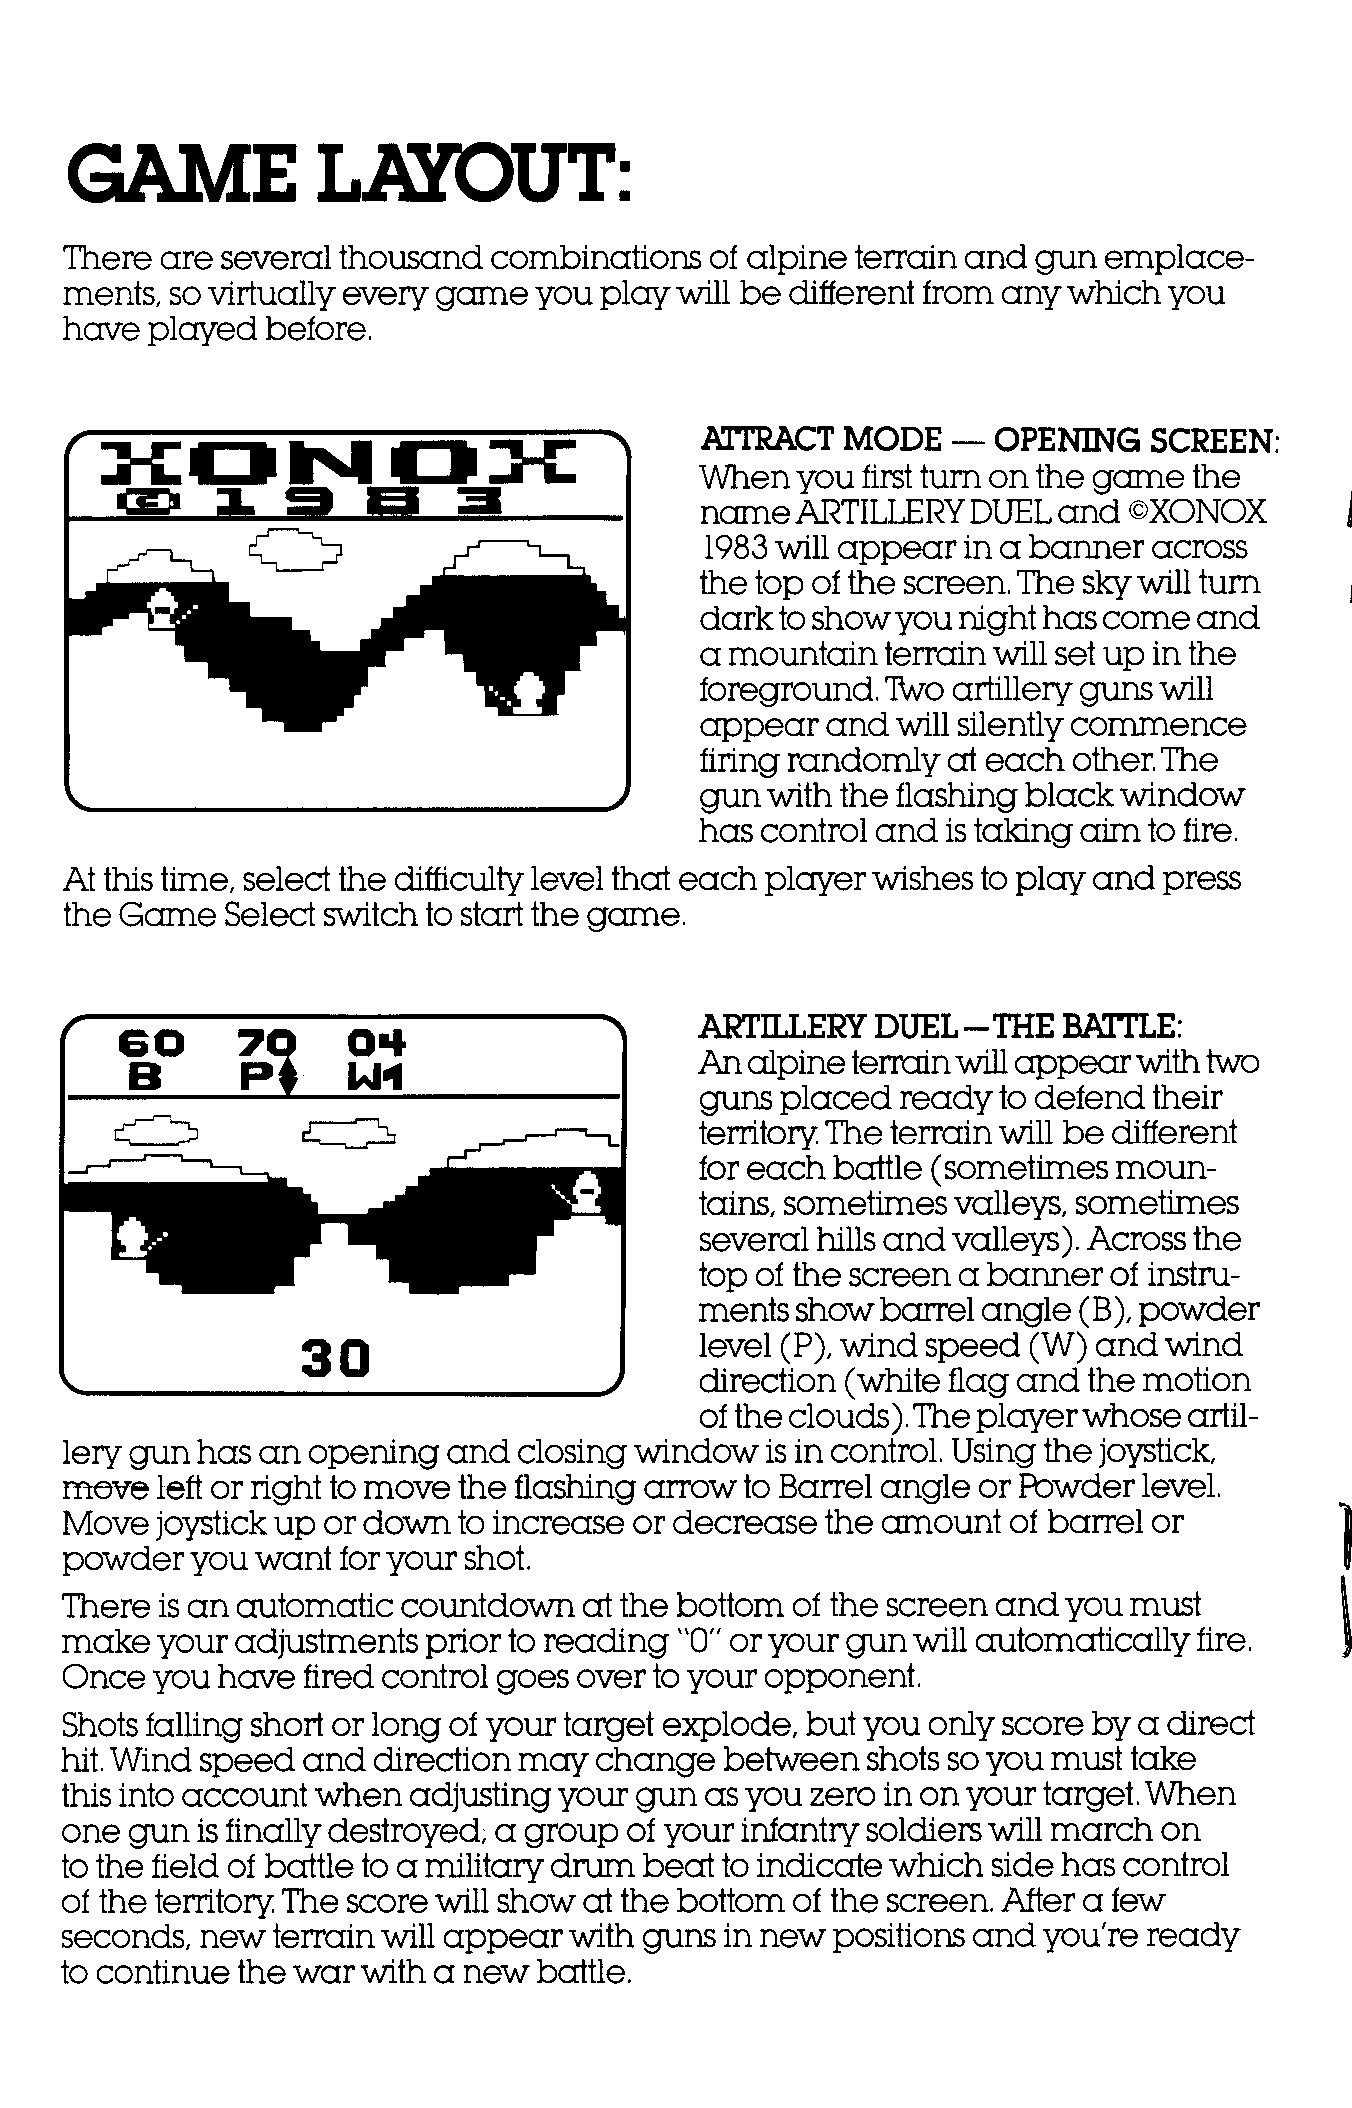 GAME LAYOUT:
There are several thousand combinations of alpine terrain and gun emplace-
ments, so virtually every game you play will be different from any which you
have played before.
XONOX
© 1983
ATTRACT MODE — OPENING SCREEN:
When you first turn on the game the
name ARTILLERY DUEL and ©XONOX
1983 will appear in a banner across
the top of the screen. The sky will turn
dark to show you night has come and
a mountain terrain will set up in the
foreground. Two artillery guns will
appear and will silently commence
firing randomly at each other. The
gun with the flashing black window
has control and is taking aim to fire.
At this time, select the difficulty level that each player wishes to play and press
the Game Select switch to start the game.
60 70 04
B P W1
30
ARTILLERY DUEL—THE BATTLE:
An alpine terrain will appear with two
guns placed ready to defend their
territory. The terrain will be different
for each battle (sometimes moun-
tains, sometimes valleys, sometimes
several hills and valleys). Across the
top of the screen a banner of instru-
ments show barrel angle (B), powder
level (P), wind speed (W) and wind
direction (white flag and the motion
of the clouds). The player whose artil-
lery gun has an opening and closing window is in control. Using the joystick,
move left or right to move the flashing arrow to Barrel angle or Powder level.
Move joystick up or down to increase or decrease the amount of barrel or
powder you want for your shot.
There is an automatic countdown at the bottom of the screen and you must
make your adjustments prior to reading "0" or your gun will automatically fire.
Once you have fired control goes over to your opponent.
Shots falling short or long of your target explode, but you only score by a direct
hit. Wind speed and direction may change between shots so you must take
this into account when adjusting your gun as you zero in on your target. When
one gun is finally destroyed; a group of your infantry soldiers will march on
to the field of battle to a military drum beat to indicate which side has control
of the territory. The score will show at the bottom of the screen. After a few
seconds, new terrain will appear with guns in new positions and you're ready
to continue the war with a new battle.